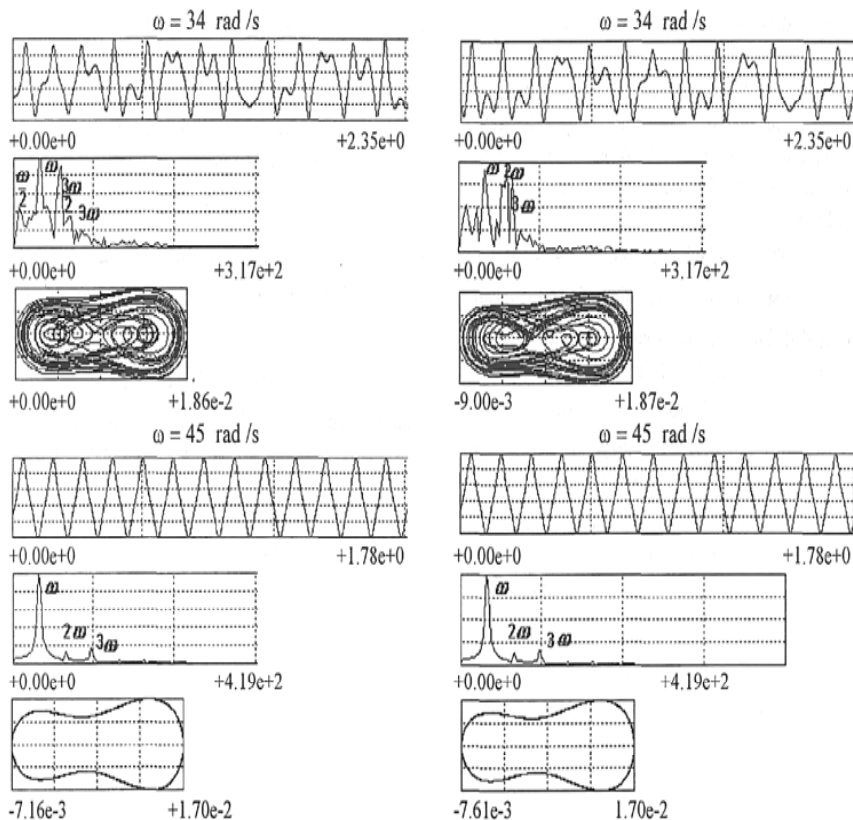 ω = 34 rad /s
+0.00e+0 +2.35e+0
ω/2 ω 3ω/2 3ω
+0.00e+0 +3.17e+2
+0.00e+0 +1.86e-2
ω = 45 rad /s
+0.00e+0 +1.78e+0
ω 2ω 3ω
+0.00e+0 +4.19e+2
-7.16e-3 +1.70e-2
ω = 34 rad /s
+0.00e+0 +2.35e+0
ω 2ω 3ω
+0.00e+0 +3.17e+2
-9.00e-3 +1.87e-2
ω = 45 rad /s
+0.00e+0 +1.78e+0
ω 2ω 3ω
+0.00e+0 +4.19e+2
-7.61e-3 1.70e-2